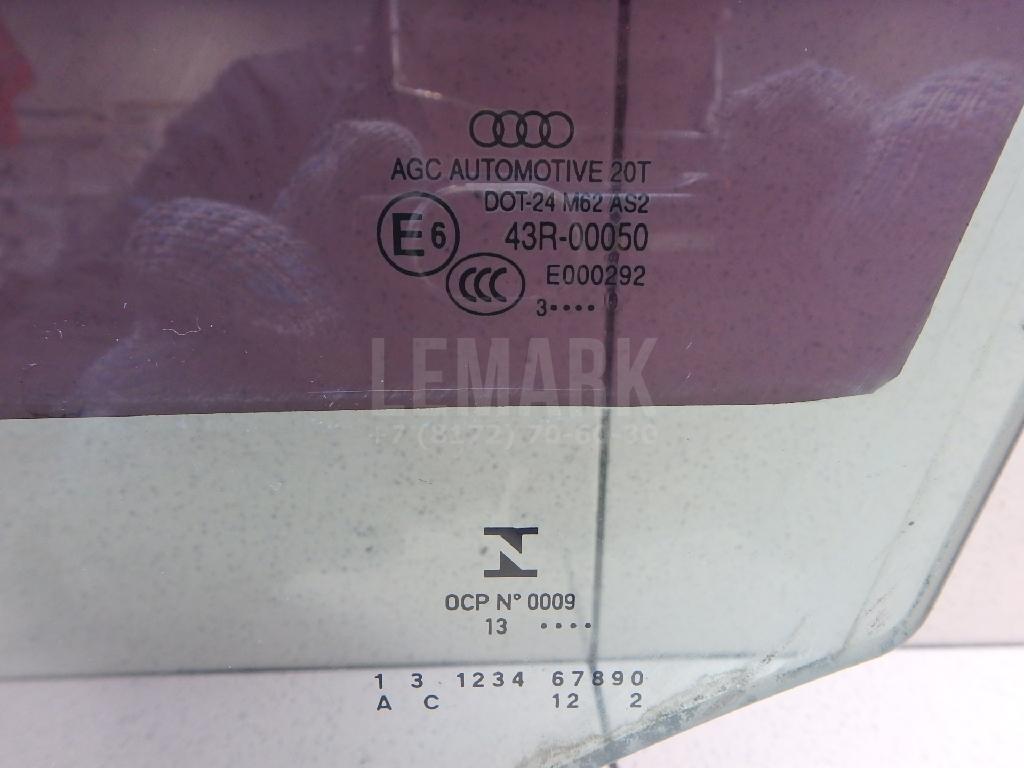 AGC AUTOMOTIVE 20T
DOT-24 M62 AS2
E6 43R-00050
CCC E000292
3····
LEMARK
+7 (8172) 70-60-30
N
OCP N° 0009
13 ····
1 3 · 1234 67890
A C 12 2